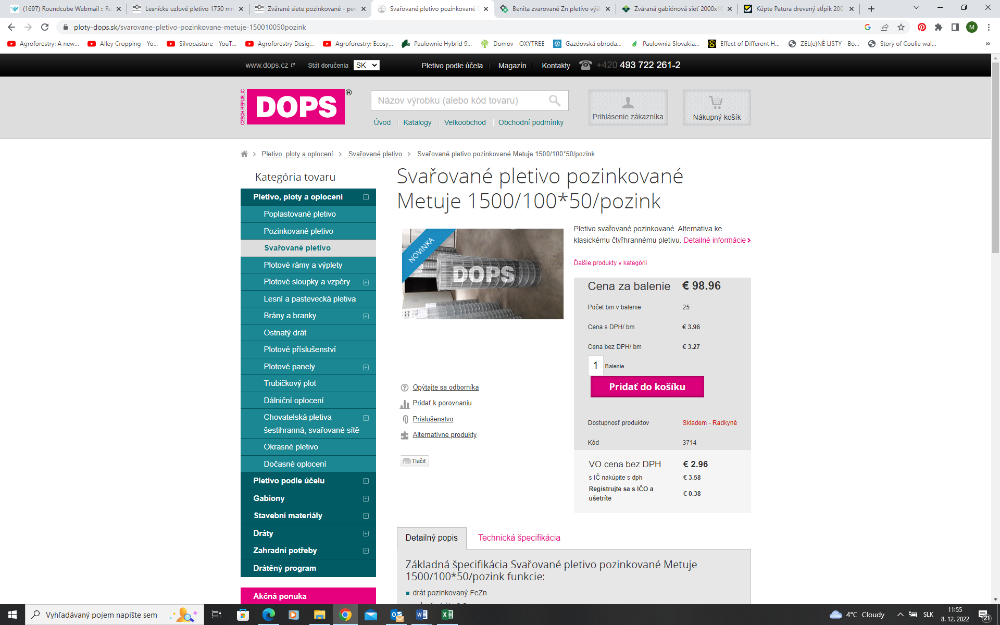 (1697) Roundcube Webmail :: Re
Lesnícke uzlové pletivo 1750 mm
Zvárané siete pozinkované - pev
Svařované pletivo pozinkované M
Benita zvarované Zn pletivo výšk
Zváraná gabiónová sieť 2000x10
Kúpte Patura drevený stĺpik 200
ploty-dops.sk/svarovane-pletivo-pozinkovane-metuje-150010050pozink
M
Agroforestry: A new...
Alley Cropping - Yo...
Silvopasture - YouT...
Agroforestry Desig...
Agroforestry: Ecosy...
Paulownie Hybrid 9...
Domov - OXYTREE
Gazdovská obroda...
Paulownia Slovakia...
Effect of Different H...
ZEL(e)NÉ LISTY - Bo...
Story of Coulie wal...
»
www.dops.cz
Stát doručenia
SK
Pletivo podle účela
Magazín
Kontakty
+420 493 722 261-2
CZECH REPUBLIC
DOPS ®
Názov výrobku (alebo kód tovaru)
Úvod
Katalogy
Velkoobchod
Obchodní podmínky
Prihlásenie zákazníka
Nákupný košík
Pletivo, ploty a oplocení
Svařované pletivo
Svařované pletivo pozinkované Metuje 1500/100*50/pozink
Kategória tovaru
Pletivo, ploty a oplocení
Poplastované pletivo
Pozinkované pletivo
Svařované pletivo
Plotové rámy a výplety
Plotové sloupky a vzpěry
Lesní a pastevecká pletiva
Brány a branky
Ostnatý drát
Plotové příslušenství
Plotové panely
Trubičkový plot
Dálniční oplocení
Chovatelská pletiva
šestihranná, svařované sítě
Okrasné pletivo
Dočasné oplocení
Pletivo podle účelu
Gabiony
Stavební materiály
Dráty
Zahradní potřeby
Drátěný program
Akčná ponuka
Svařované pletivo pozinkované
Metuje 1500/100*50/pozink
NOVINKA
DOPS
Opýtajte sa odborníka
Pridať k porovnaniu
Príslušenstvo
Alternatívne produkty
Tlačiť
Pletivo svařované pozinkované. Alternativa ke
klasickému čtyřhrannému pletivu. Detailné informácie
Ďalšie produkty v kategórii
Cena za balenie € 98.96
Počet bm v balenie 25
Cena s DPH/ bm € 3.96
Cena bez DPH/ bm € 3.27
1 Balenie
Pridať do košíku
Dostupnosť produktov Skladem - Radkyně
Kód 3714
VO cena bez DPH € 2.96
s IČ nakúpite s dph € 3.58
Registrujte sa s IČO a
ušetríte € 0.38
Detailný popis
Technická špecifikácia
Základná špecifikácia Svařované pletivo pozinkované Metuje
1500/100*50/pozink funkcie:
drát pozinkovaný FeZn
Vyhľadávaný pojem napíšte sem
4°C Cloudy
SLK
11:55
8. 12. 2022
21